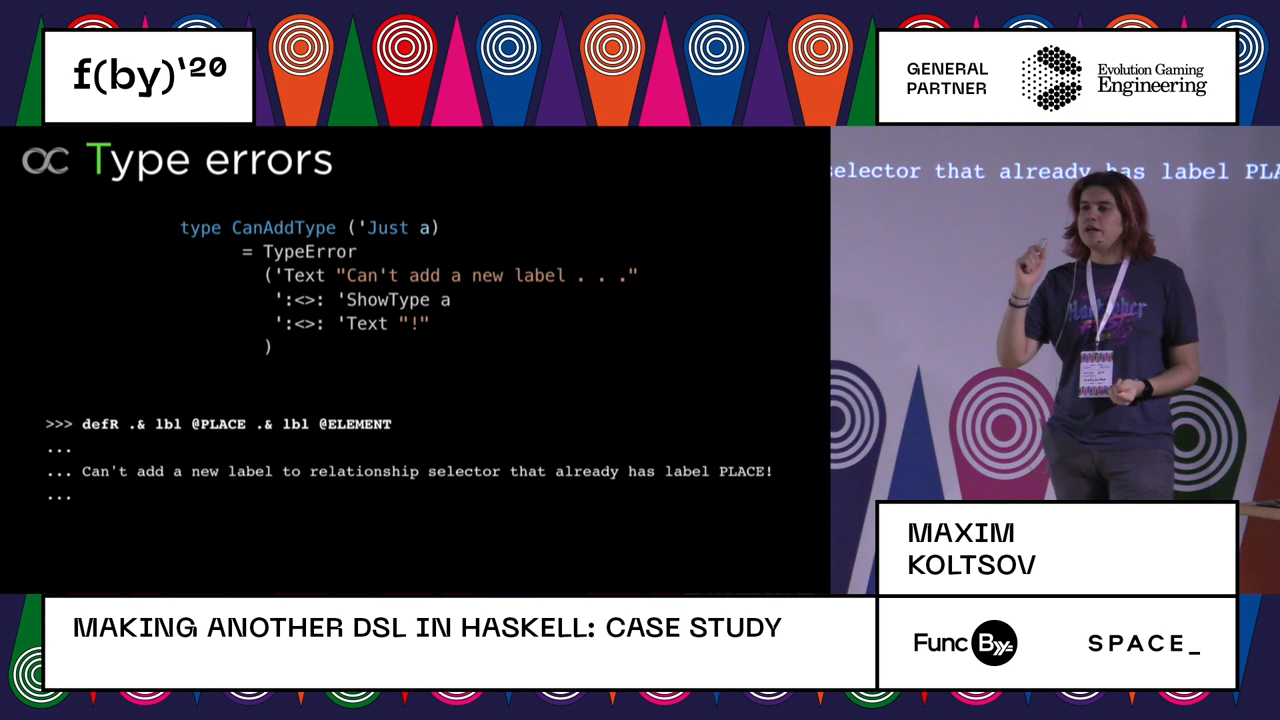 f(by)'20
GENERAL
PARTNER
Evolution Gaming
Engineering
Type errors
type CanAddType ('Just a)
= TypeError
('Text "Can't add a new label . . ."
':<>: 'ShowType a
':<>: 'Text "!"
)
>>> defR .& lbl @PLACE .& lbl @ELEMENT
...
... Can't add a new label to relationship selector that already has label PLACE!
...
selector that already has label PLA
MAXIM
KOLTSOV
MAKING ANOTHER DSL IN HASKELL: CASE STUDY
Func By
SPACE_